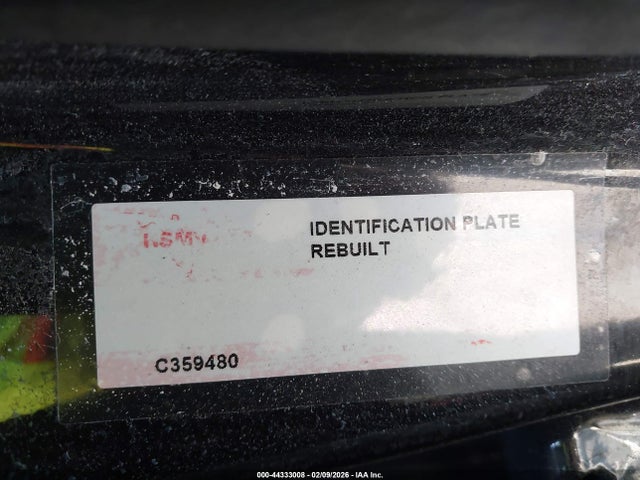 IDENTIFICATION PLATE
REBUILT
C359480
000-44333008 - 02/09/2026 - IAA Inc.